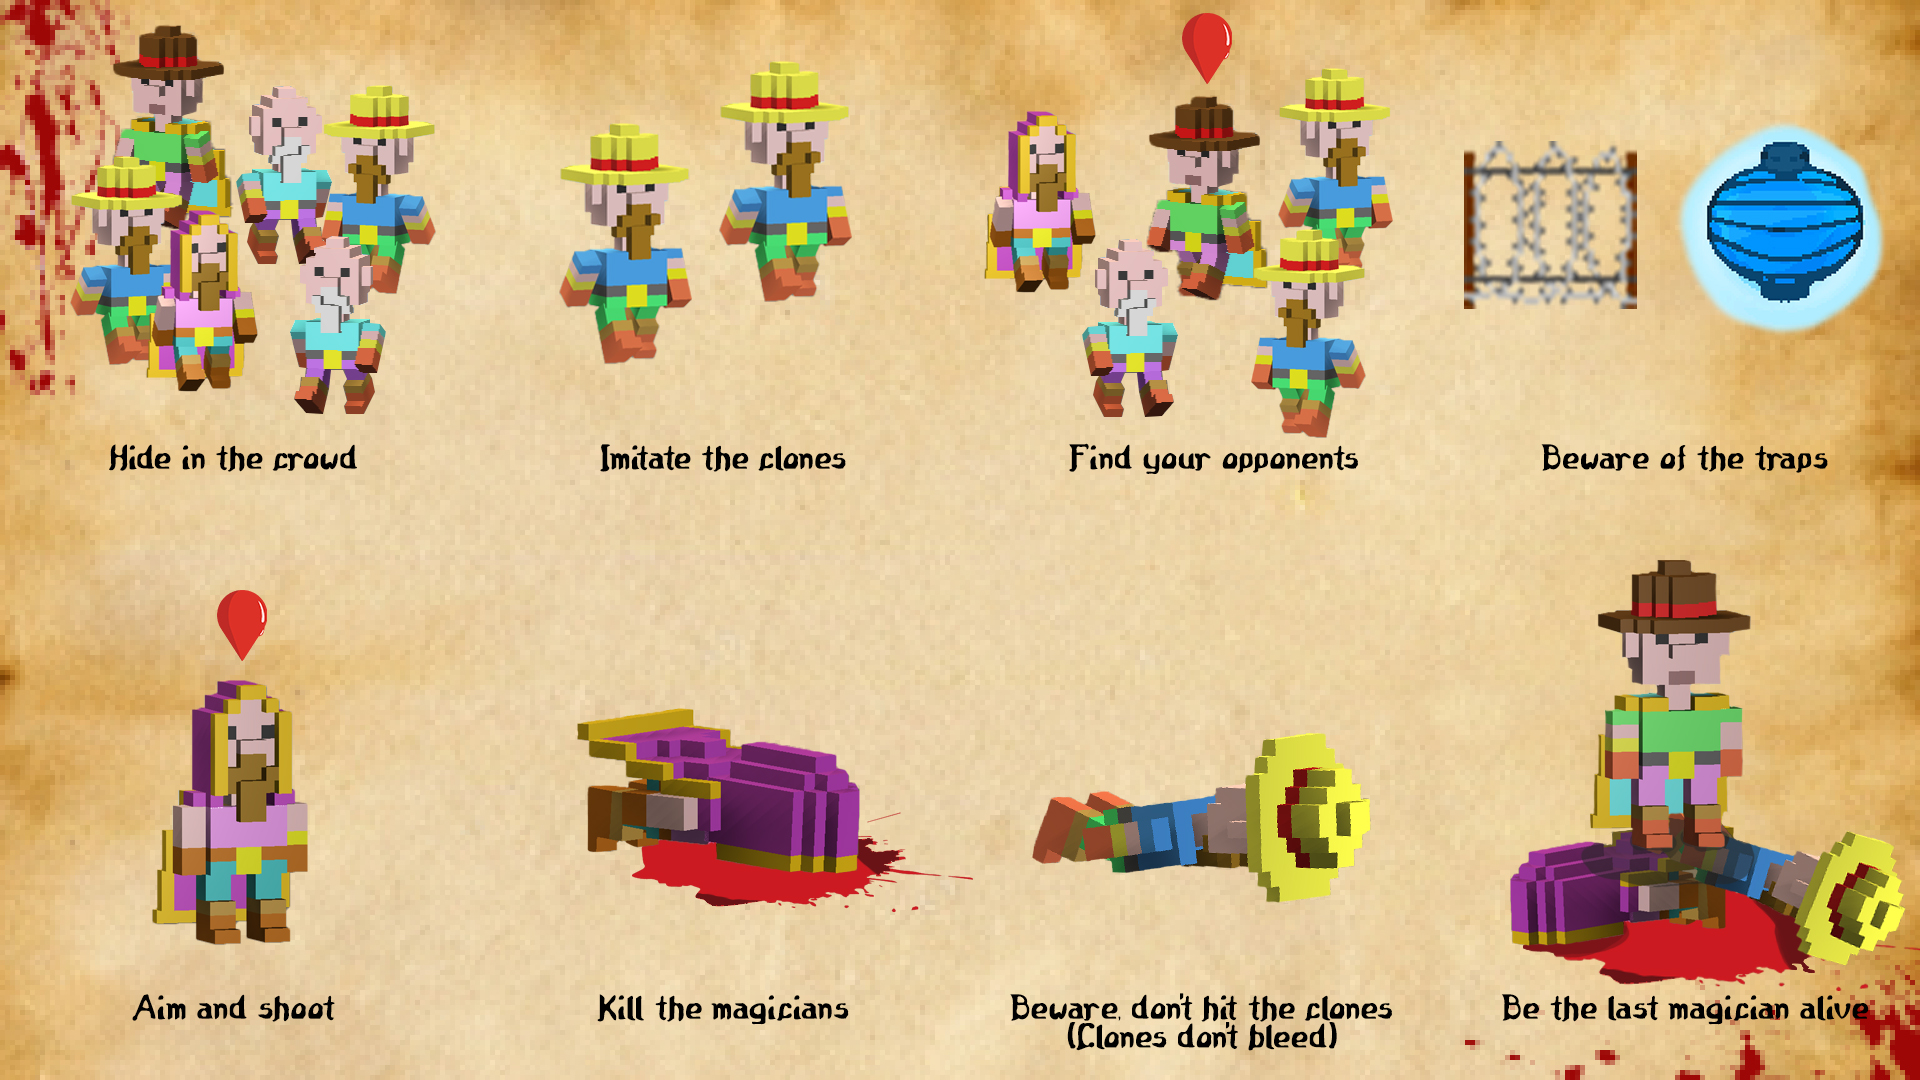 Hide in the crowd
Imitate the clones
Find your opponents
Beware of the traps
Aim and shoot
Kill the magicians
Beware, don't hit the clones
(Clones don't bleed)
Be the last magician alive